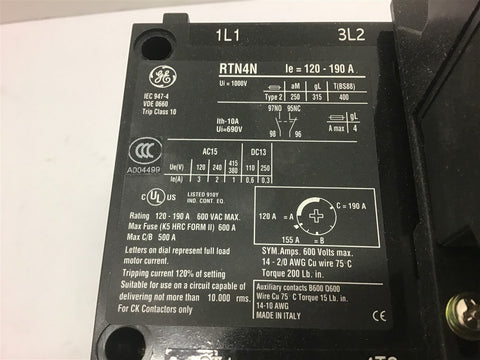 1L1 3L2
GE
RTN4N Ie = 120 - 190 A
Ui = 1000V
aM gL T(BS88)
Type 2 250 315 400
IEC 947-4
VDE 0660
Trip Class 10
97NO 95NC
Ith-10A
Ui=690V
98 96
gL
A max 4
CCC
A004499
AC15 DC13
Ue(V) 120 240 415 380 110 250
Ie(A) 3 2 1 0,6 0,3
C UL US
LISTED 910Y
IND. CONT. EQ.
Rating 120 - 190 A 600 VAC MAX.
Max Fuse (K5 HRC FORM II) 600 A
Max C/B 500 A
Letters on dial represent full load
motor current.
Tripping current 120% of setting
Suitable for use on a circuit capable of
delivering not more than 10.000 rms.
For CK Contactors only
C = 190 A
120 A = A
155 A = B
SYM.Amps. 600 Volts max.
14 - 2/0 AWG Cu wire 75°C
Torque 200 Lb. in.
Auxiliary contacts B600 Q600
Wire Cu 75°C Torque 15 Lb. in.
14-10 AWG
MADE IN ITALY CE